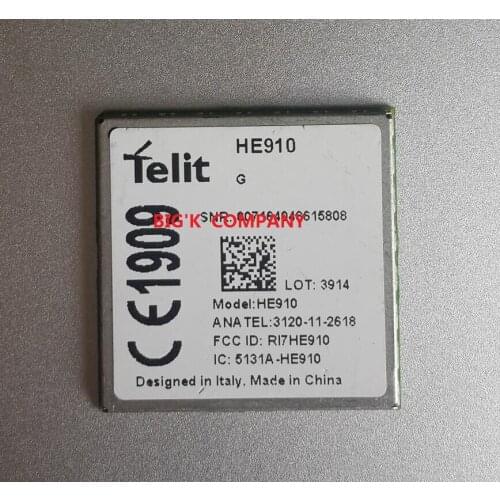 Telit
HE910
G
SNR:
BIG'K COMPANY
CE1909
LOT: 3914
Model:HE910
ANATEL:3120-11-2618
FCC ID: RI7HE910
IC: 5131A-HE910
Designed in Italy, Made in China